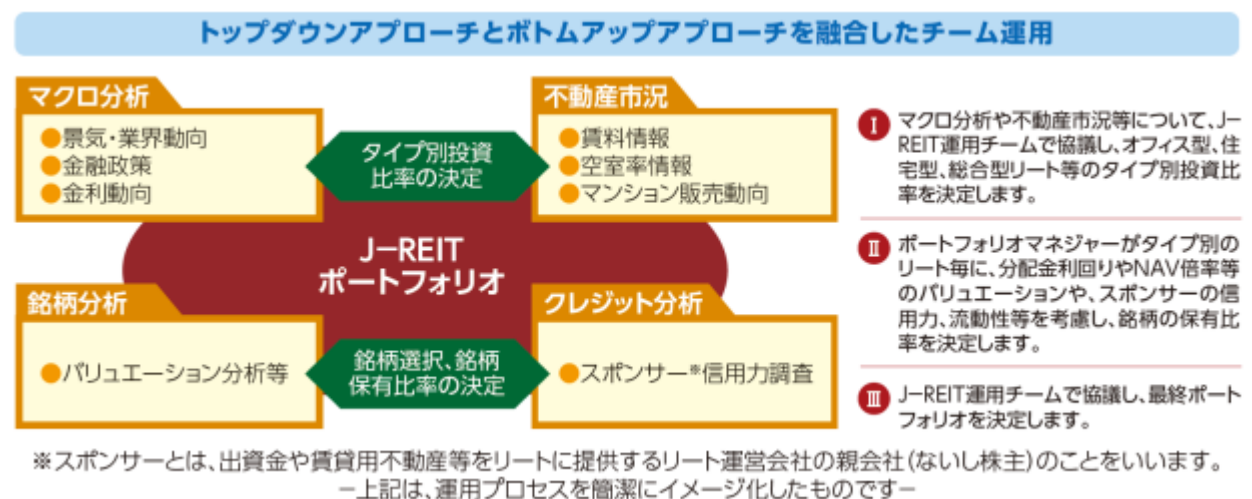 トップダウンアプローチとボトムアップアプローチを融合したチーム運用
マクロ分析
●景気・業界動向
●金融政策
●金利動向
タイプ別投資
比率の決定
不動産市況
●賃料情報
●空室率情報
●マンション販売動向
J−REIT
ポートフォリオ
銘柄分析
●バリュエーション分析等
銘柄選択、銘柄
保有比率の決定
クレジット分析
●スポンサー※信用力調査
Ⅰ マクロ分析や不動産市況等について、J−
REIT運用チームで協議し、オフィス型、住
宅型、総合型リート等のタイプ別投資比
率を決定します。
Ⅱ ポートフォリオマネジャーがタイプ別の
リート毎に、分配金利回りやNAV倍率等
のバリュエーションや、スポンサーの信
用力、流動性等を考慮し、銘柄の保有比
率を決定します。
Ⅲ J−REIT運用チームで協議し、最終ポート
フォリオを決定します。
※スポンサーとは、出資金や賃貸用不動産等をリートに提供するリート運営会社の親会社(ないし株主)のことをいいます。
−上記は、運用プロセスを簡潔にイメージ化したものです−